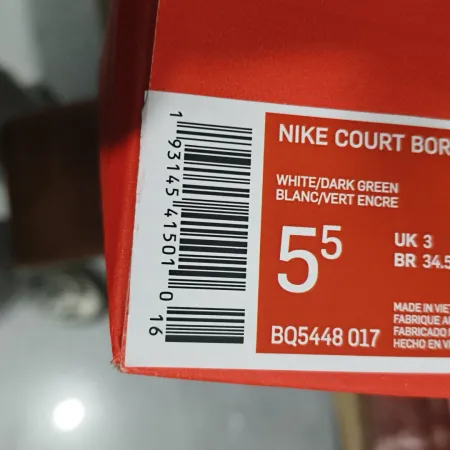 1 93145 41501 0 16
NIKE COURT BOR
WHITE/DARK GREEN
BLANC/VERT ENCRE
5⁵
UK 3
BR 34.5
BQ5448 017
MADE IN VIET
FABRIQUE A
FABRICADO
HECHO EN V